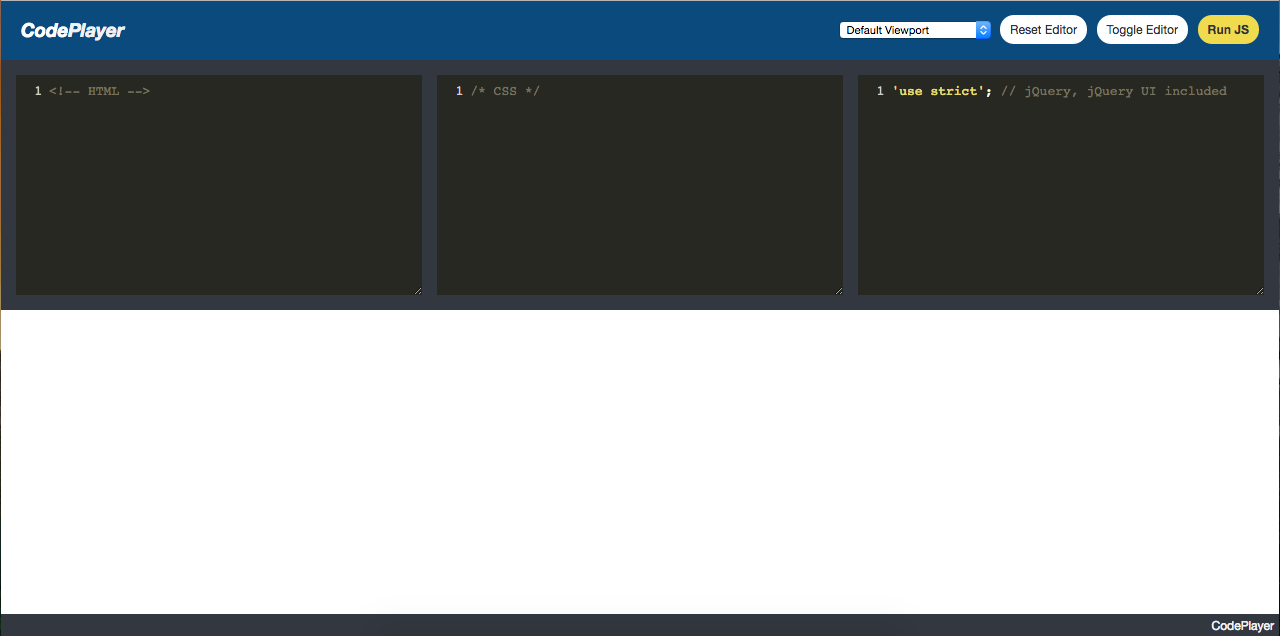 CodePlayer
Default Viewport
Reset Editor
Toggle Editor
Run JS
1 <!-- HTML -->
1 /* CSS */
1 'use strict'; // jQuery, jQuery UI included
CodePlayer